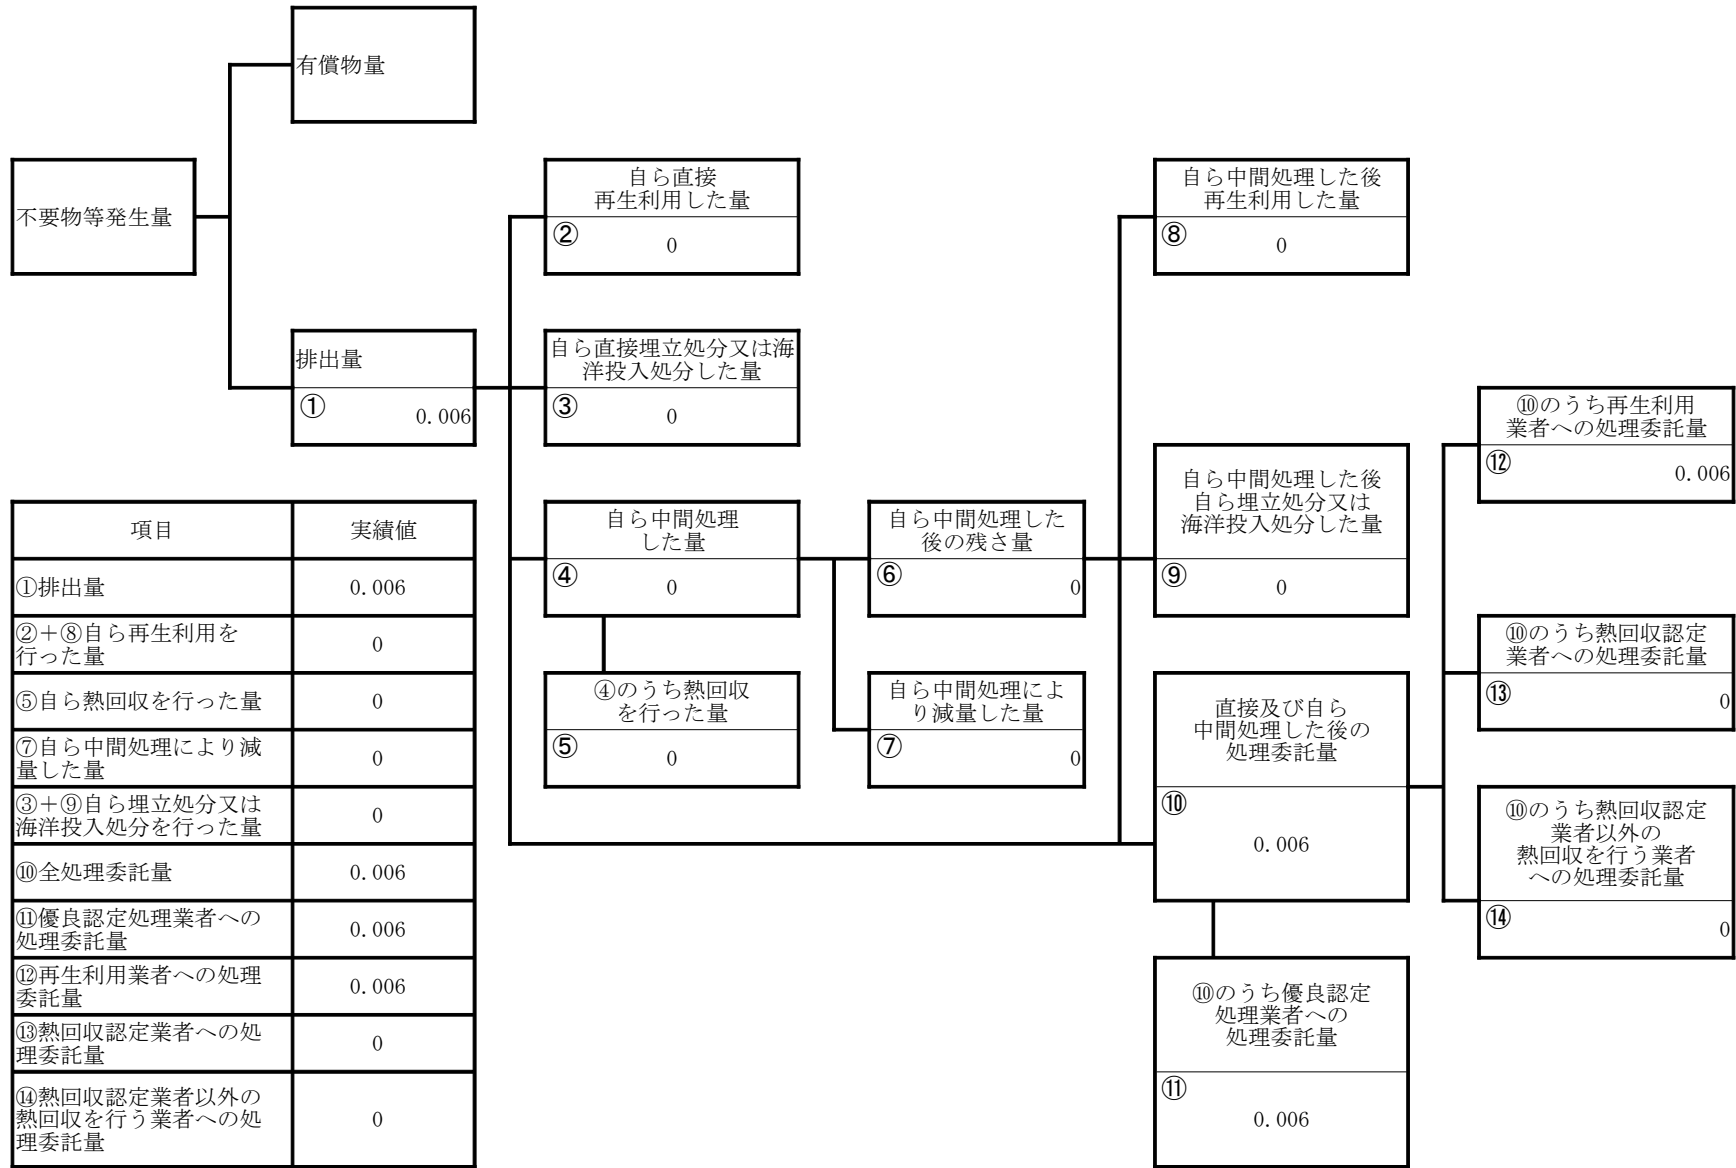 有償物量
不要物等発生量
自ら直接
再生利用した量
②
0
自ら中間処理した後
再生利用した量
⑧
0
排出量
①
0.006
自ら直接埋立処分又は海
洋投入処分した量
③
0
⑩のうち再生利用
業者への処理委託量
⑫
0.006
自ら中間処理
した量
④
0
自ら中間処理した
後の残さ量
⑥
0
自ら中間処理した後
自ら埋立処分又は
海洋投入処分した量
⑨
0
④のうち熱回収
を行った量
⑤
0
自ら中間処理によ
り減量した量
⑦
0
直接及び自ら
中間処理した後の
処理委託量
⑩
0.006
⑩のうち熱回収認定
業者への処理委託量
⑬
0
⑩のうち熱回収認定
業者以外の
熱回収を行う業者
への処理委託量
⑭
0
⑩のうち優良認定
処理業者への
処理委託量
⑪
0.006
項目 実績値
①排出量 0.006
②+⑧自ら再生利用を
行った量 0
⑤自ら熱回収を行った量 0
⑦自ら中間処理により減
量した量 0
③+⑨自ら埋立処分又は
海洋投入処分を行った量 0
⑩全処理委託量 0.006
⑪優良認定処理業者への
処理委託量 0.006
⑫再生利用業者への処理
委託量 0.006
⑬熱回収認定業者への処
理委託量 0
⑭熱回収認定業者以外の
熱回収を行う業者への処
理委託量 0